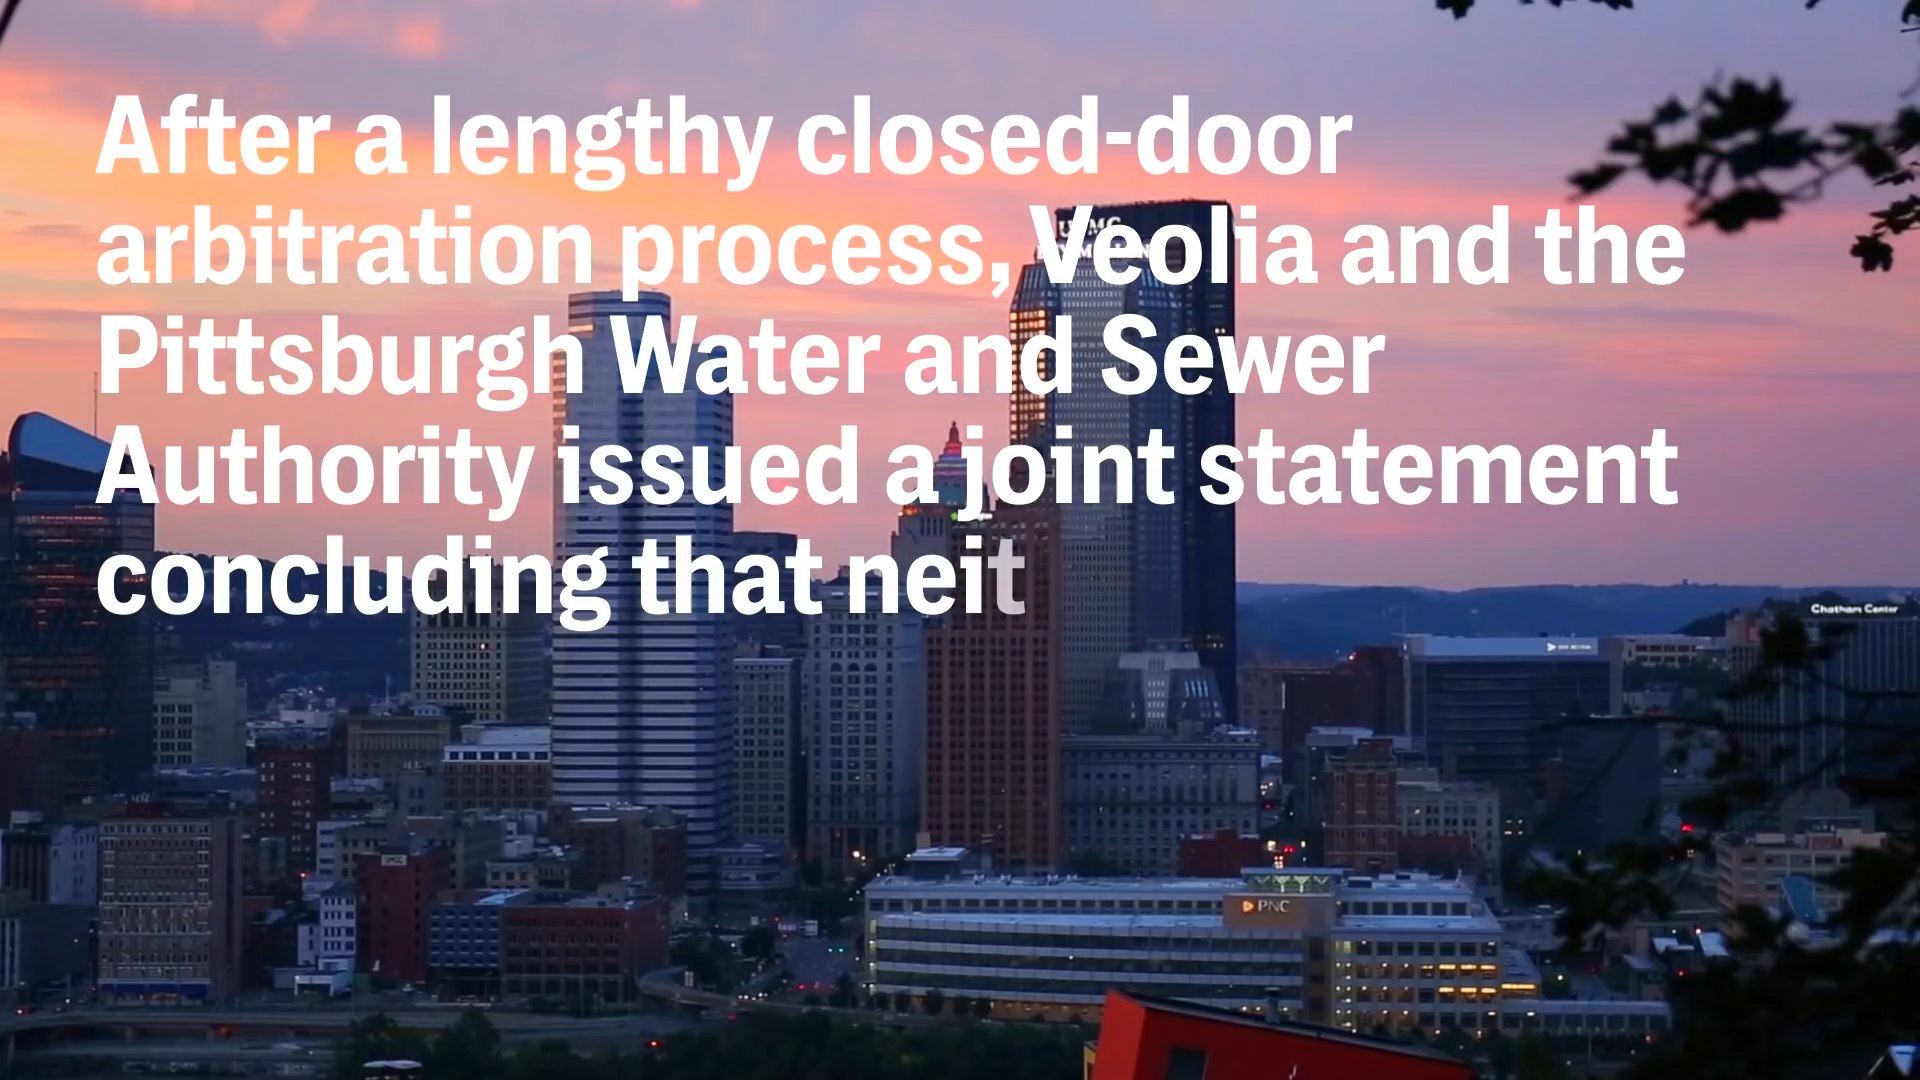 After a lengthy closed-door
arbitration process, Veolia and the
Pittsburgh Water and Sewer
Authority issued a joint statement
concluding that neit
Chatham Center
PNC